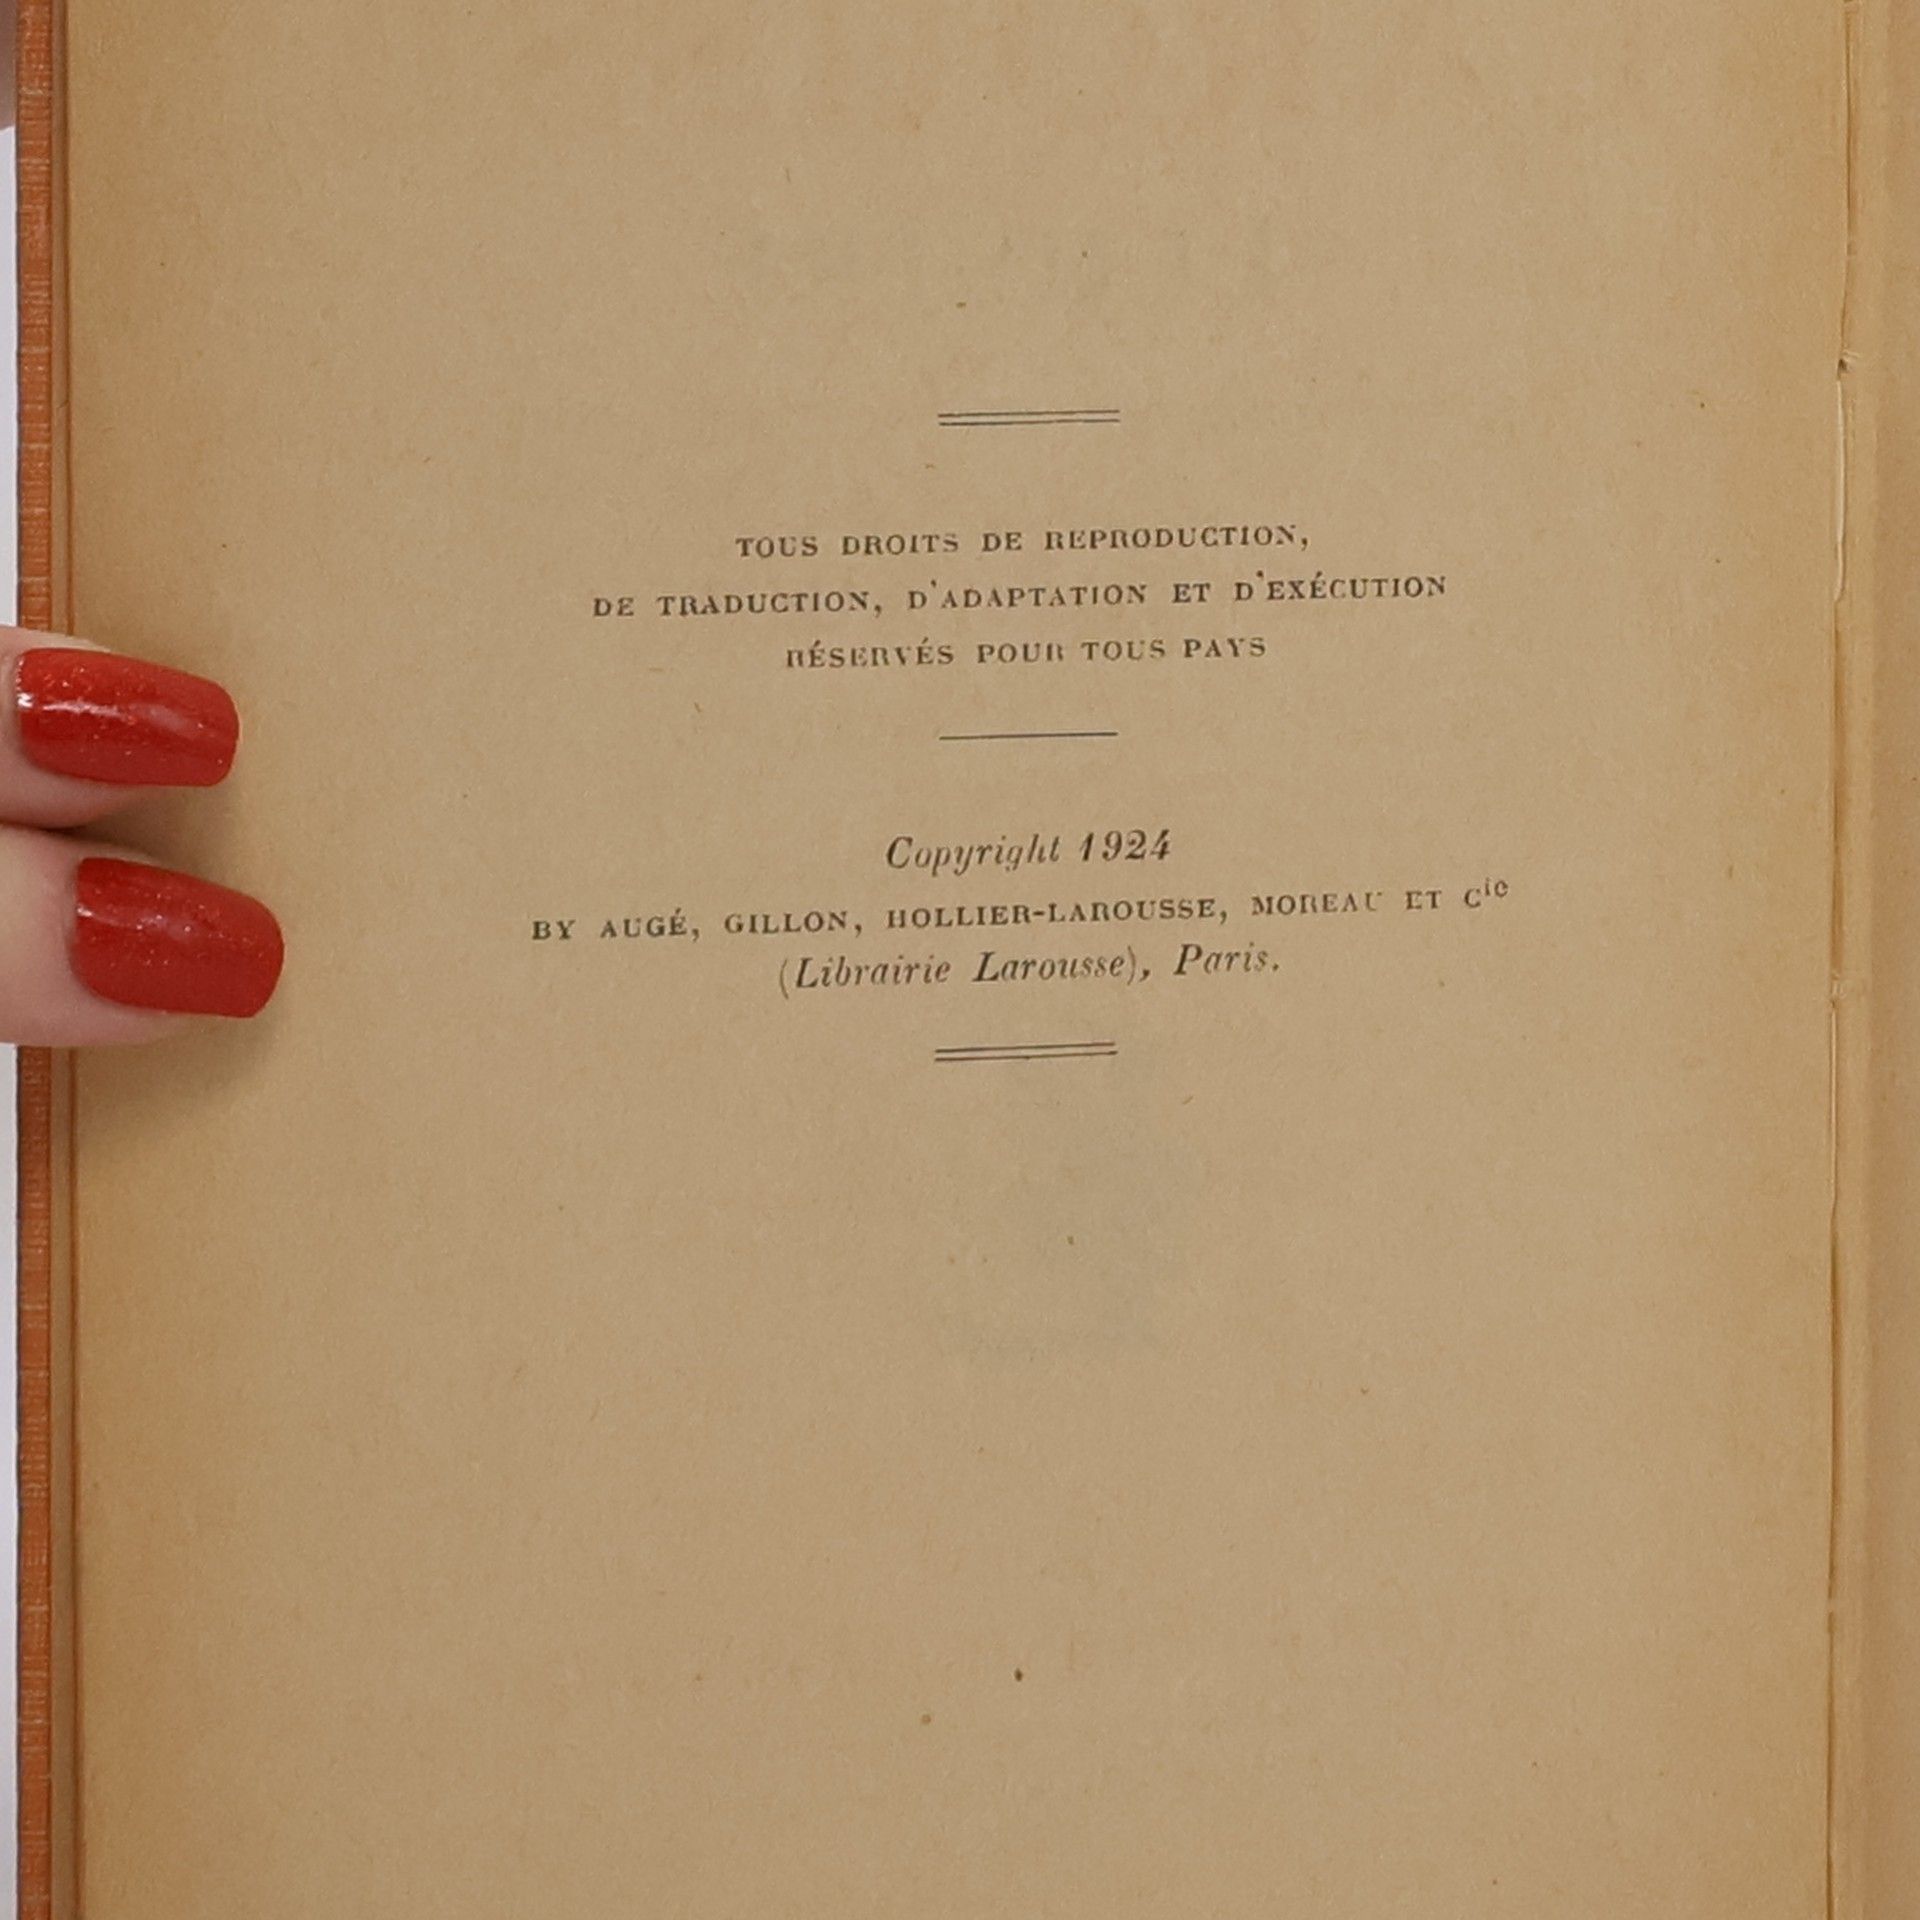 TOUS DROITS DE REPRODUCTION,
DE TRADUCTION, D'ADAPTATION ET D'EXÉCUTION
RÉSERVÉS POUR TOUS PAYS
Copyright 1924
BY AUGÉ, GILLON, HOLLIER-LAROUSSE, MOREAU ET Cie
(Librairie Larousse), Paris.